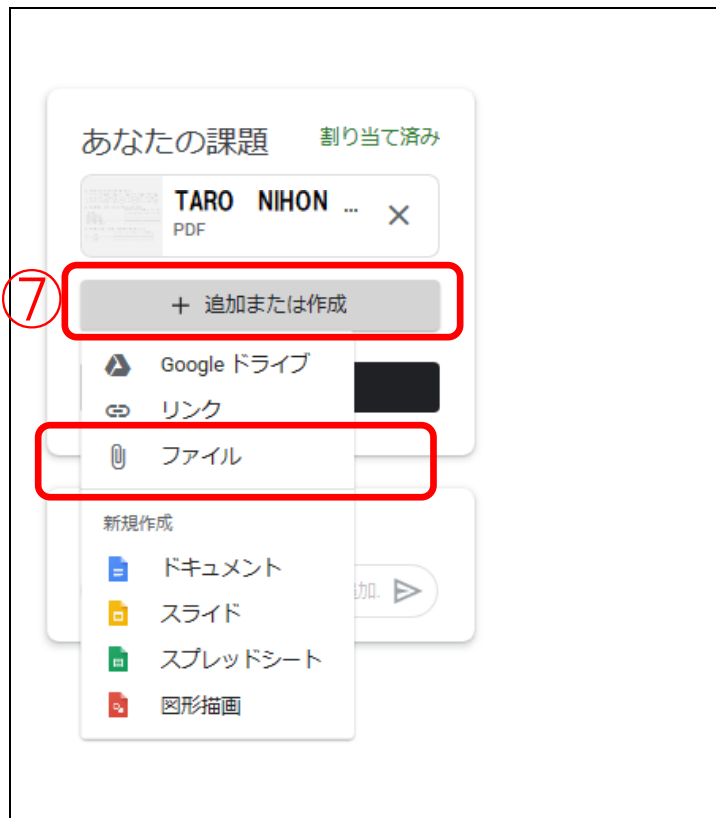 あなたの課題 割り当て済み
TARO NIHON ...
PDF
⑦
+ 追加または作成
Google ドライブ
リンク
ファイル
新規作成
ドキュメント
追加.
スライド
スプレッドシート
図形描画